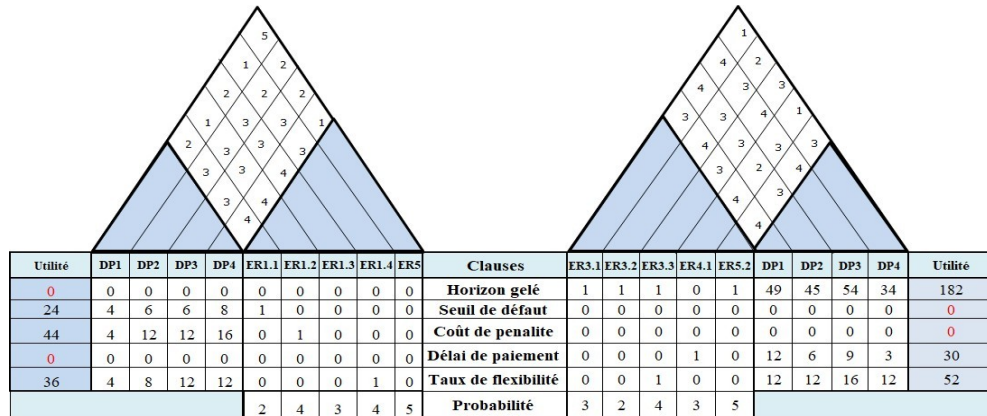 5
1 2
2 2 2
1 3 3 1
2 3 3 3
3 3 4
3 4
4
1
4 2
4 3 3
3 4 3 1
4 3 3 3
3 2 4
4 3
4
Utilité DP1 DP2 DP3 DP4 ER1.1 ER1.2 ER1.3 ER1.4 ER5 Clauses ER3.1 ER3.2 ER3.3 ER4.1 ER5.2 DP1 DP2 DP3 DP4 Utilité
0 0 0 0 0 0 0 0 0 0 Horizon gelé 1 1 1 0 1 49 45 54 34 182
24 4 6 6 8 1 0 0 0 0 Seuil de défaut 0 0 0 0 0 0 0 0 0 0
44 4 12 12 16 0 1 0 0 0 Coût de penalite 0 0 0 0 0 0 0 0 0 0
0 0 0 0 0 0 0 0 0 0 Délai de paiement 0 0 0 1 0 12 6 9 3 30
36 4 8 12 12 0 0 0 1 0 Taux de flexibilité 0 0 1 0 0 12 12 16 12 52
2 4 3 4 5 Probabilité 3 2 4 3 5